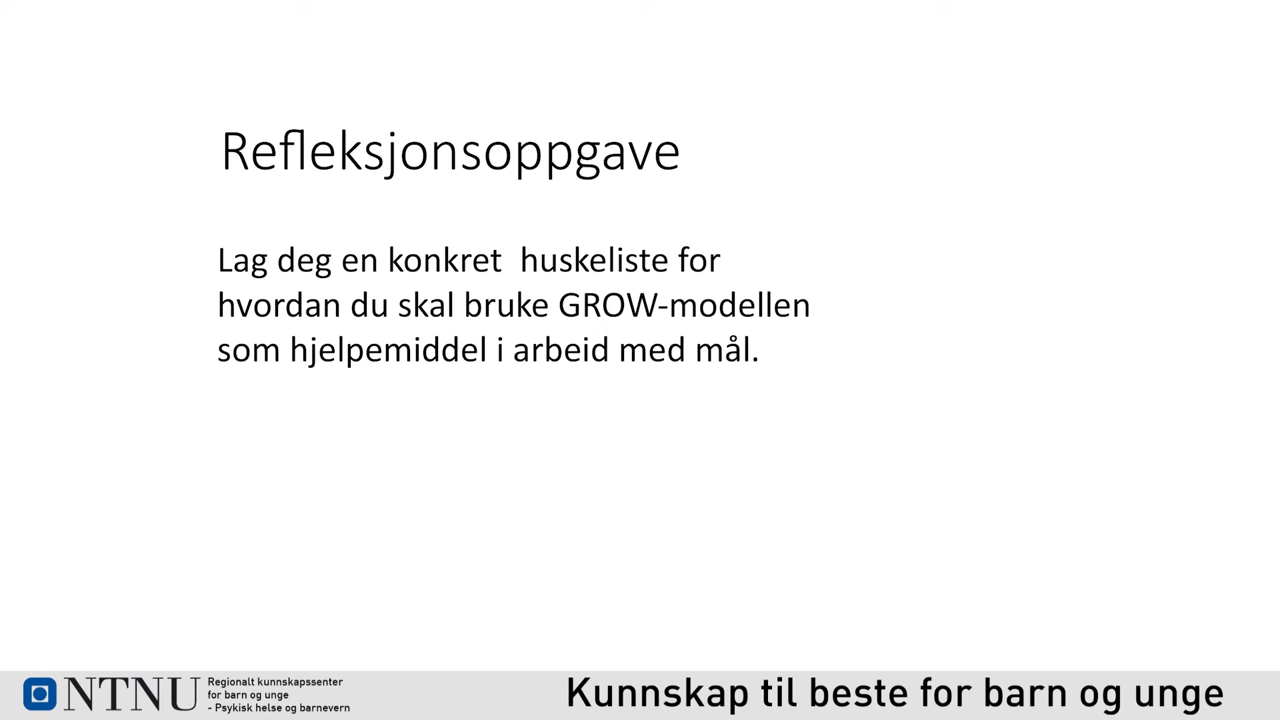 Refleksjonsoppgave
Lag deg en konkret  huskeliste for
hvordan du skal bruke GROW-modellen
som hjelpemiddel i arbeid med mål.
NTNU
Regionalt kunnskapssenter
for barn og unge
- Psykisk helse og barnevern
Kunnskap til beste for barn og unge